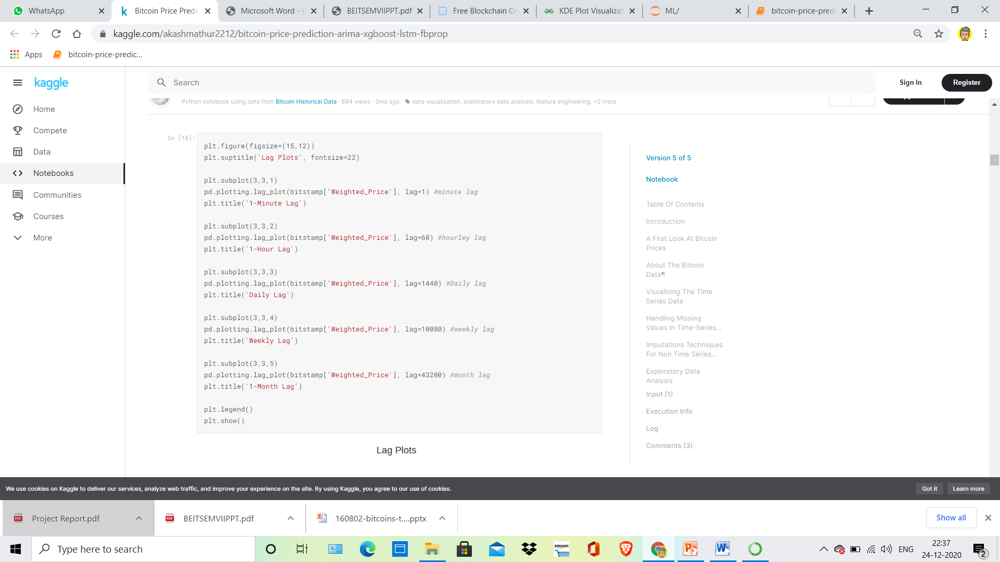 WhatsApp
Bitcoin Price Predic
Microsoft Word -
BEITSEMVIIPPT.pdf
Free Blockchain Cr
KDE Plot Visualizat
ML/
bitcoin-price-predi
kaggle.com/akashmathur2212/bitcoin-price-prediction-arima-xgboost-lstm-fbprop
Apps
bitcoin-price-predic...
kaggle
Search
Sign In
Register
Python notebook using data from Bitcoin Historical Data · 694 views · 3mo ago · data visualization, exploratory data analysis, feature engineering, +2 more
Home
Compete
Data
Notebooks
Communities
Courses
More
In [18]:
plt.figure(figsize=(15,12))
plt.suptitle('Lag Plots', fontsize=22)
plt.subplot(3,3,1)
pd.plotting.lag_plot(bitstamp['Weighted_Price'], lag=1) #minute lag
plt.title('1-Minute Lag')
plt.subplot(3,3,2)
pd.plotting.lag_plot(bitstamp['Weighted_Price'], lag=60) #hourley lag
plt.title('1-Hour Lag')
plt.subplot(3,3,3)
pd.plotting.lag_plot(bitstamp['Weighted_Price'], lag=1440) #Daily lag
plt.title('Daily Lag')
plt.subplot(3,3,4)
pd.plotting.lag_plot(bitstamp['Weighted_Price'], lag=10080) #weekly lag
plt.title('Weekly Lag')
plt.subplot(3,3,5)
pd.plotting.lag_plot(bitstamp['Weighted_Price'], lag=43200) #month lag
plt.title('1-Month Lag')
plt.legend()
plt.show()
Lag Plots
Version 5 of 5
Notebook
Table Of Contents
Introduction
A First Look At Bitcoin
Prices
About The Bitcoin
Data¶
Visualising The Time
Series Data
Handling Missing
Values In Time-Series...
Imputations Techniques
For Non Time Series...
Exploratory Data
Analysis
Input (1)
Execution Info
Log
Comments (3)
We use cookies on Kaggle to deliver our services, analyze web traffic, and improve your experience on the site. By using Kaggle, you agree to our use of cookies.
Got it
Learn more
Project Report.pdf
BEITSEMVIIPPT.pdf
160802-bitcoins-t....pptx
Show all
Type here to search
amazon
ENG
22:37
24-12-2020
2